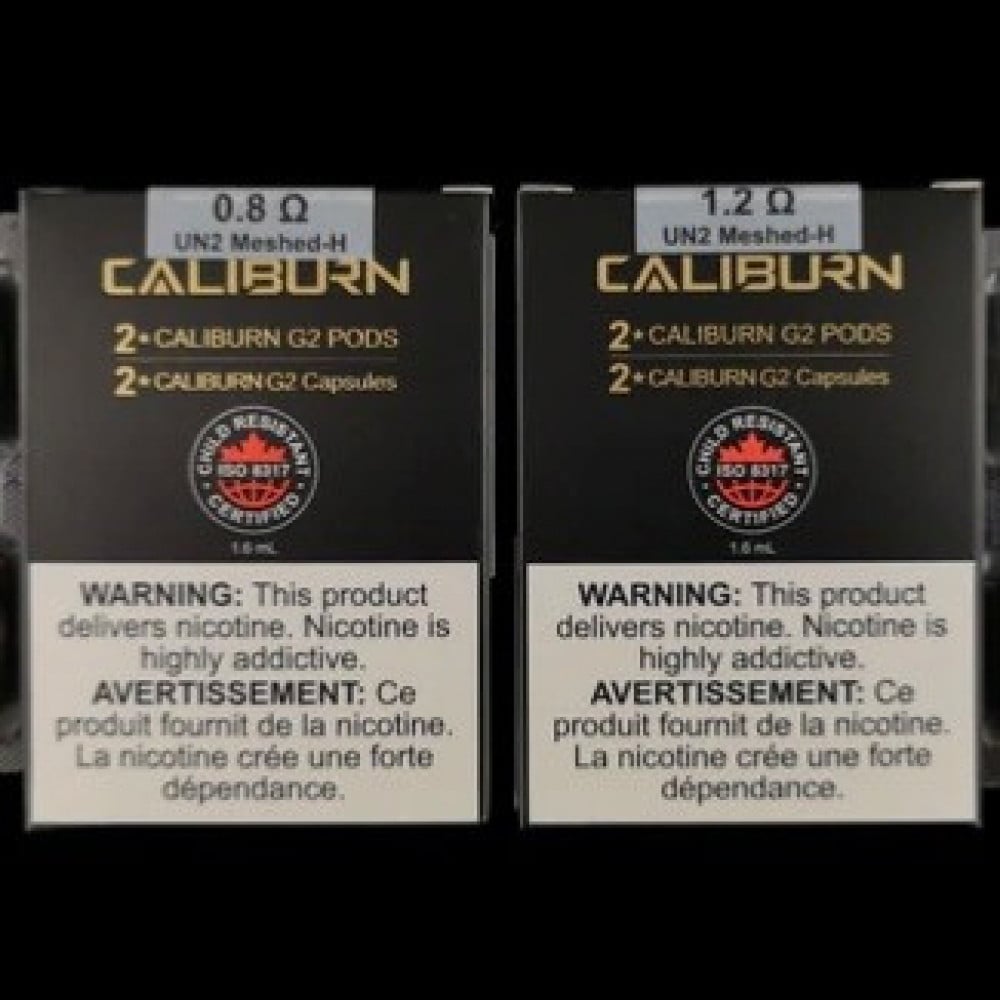 0.8 Ω
UN2 Meshed-H
CALIBURN
2• CALIBURN G2 PODS
2• CALIBURN G2 Capsules
CHILD RESISTANT
ISO 8317
• CERTIFIED •
1.6 mL
WARNING: This product
delivers nicotine. Nicotine is
highly addictive.
AVERTISSEMENT: Ce
produit fournit de la nicotine.
La nicotine crée une forte
dépendance.
1.2 Ω
UN2 Meshed-H
CALIBURN
2• CALIBURN G2 PODS
2• CALIBURN G2 Capsules
CHILD RESISTANT
ISO 8317
• CERTIFIED •
1.6 mL
WARNING: This product
delivers nicotine. Nicotine is
highly addictive.
AVERTISSEMENT: Ce
produit fournit de la nicotine.
La nicotine crée une forte
dépendance.